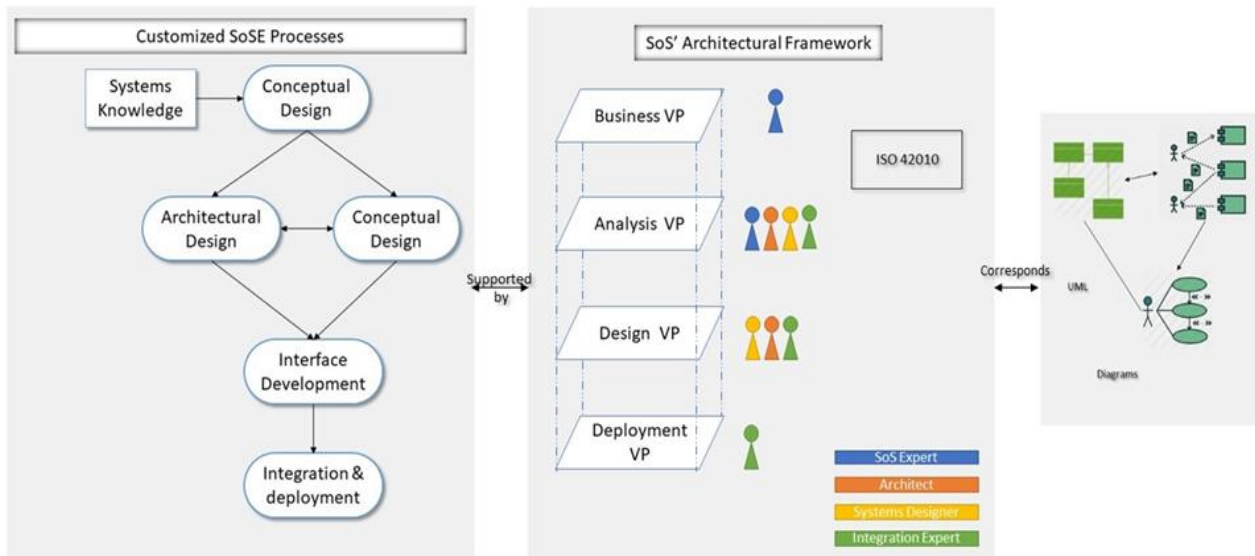 Customized SoSE Processes
Systems
Knowledge
Conceptual
Design
Architectural
Design
Conceptual
Design
Interface
Development
Integration &
deployment
Supported
by
SoS' Architectural Framework
Business VP
ISO 42010
Analysis VP
Design VP
Deployment
VP
SoS Expert
Architect
Systems Designer
Integration Expert
Corresponds
UML
Diagrams